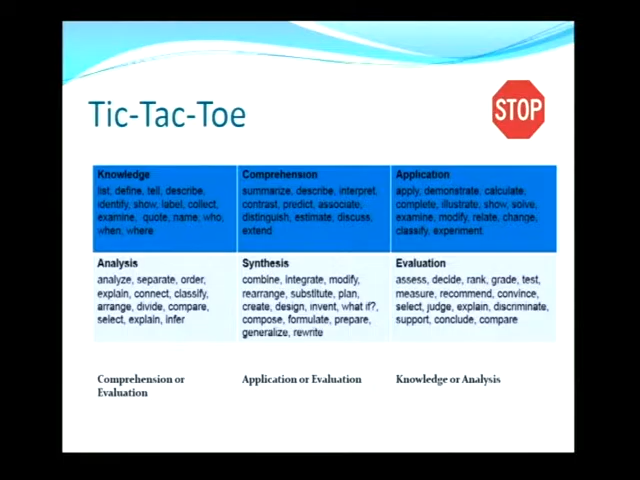 Tic-Tac-Toe
STOP
Knowledge
list, define, tell, describe,
identify, show, label, collect,
examine, quote, name, who,
when, where
Comprehension
summarize, describe, interpret,
contrast, predict, associate,
distinguish, estimate, discuss,
extend
Application
apply, demonstrate, calculate,
complete, illustrate, show, solve,
examine, modify, relate, change,
classify, experiment
Analysis
analyze, separate, order,
explain, connect, classify,
arrange, divide, compare,
select, explain, infer
Synthesis
combine, integrate, modify,
rearrange, substitute, plan,
create, design, invent, what if?,
compose, formulate, prepare,
generalize, rewrite
Evaluation
assess, decide, rank, grade, test,
measure, recommend, convince,
select, judge, explain, discriminate,
support, conclude, compare
Comprehension or
Evaluation
Application or Evaluation
Knowledge or Analysis